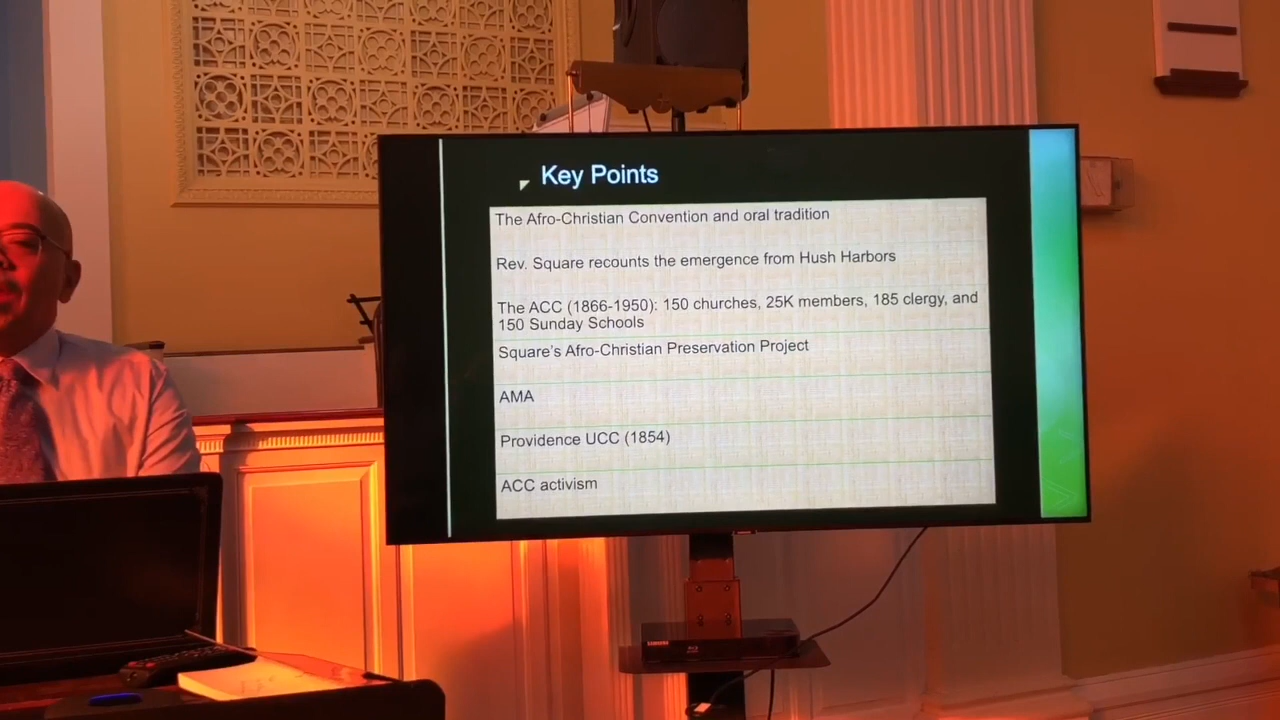 Key Points
The Afro-Christian Convention and oral tradition
Rev. Square recounts the emergence from Hush Harbors
The ACC (1866-1950): 150 churches, 25K members, 185 clergy, and
150 Sunday Schools
Square's Afro-Christian Preservation Project
AMA
Providence UCC (1854)
ACC activism
SAMSUNG